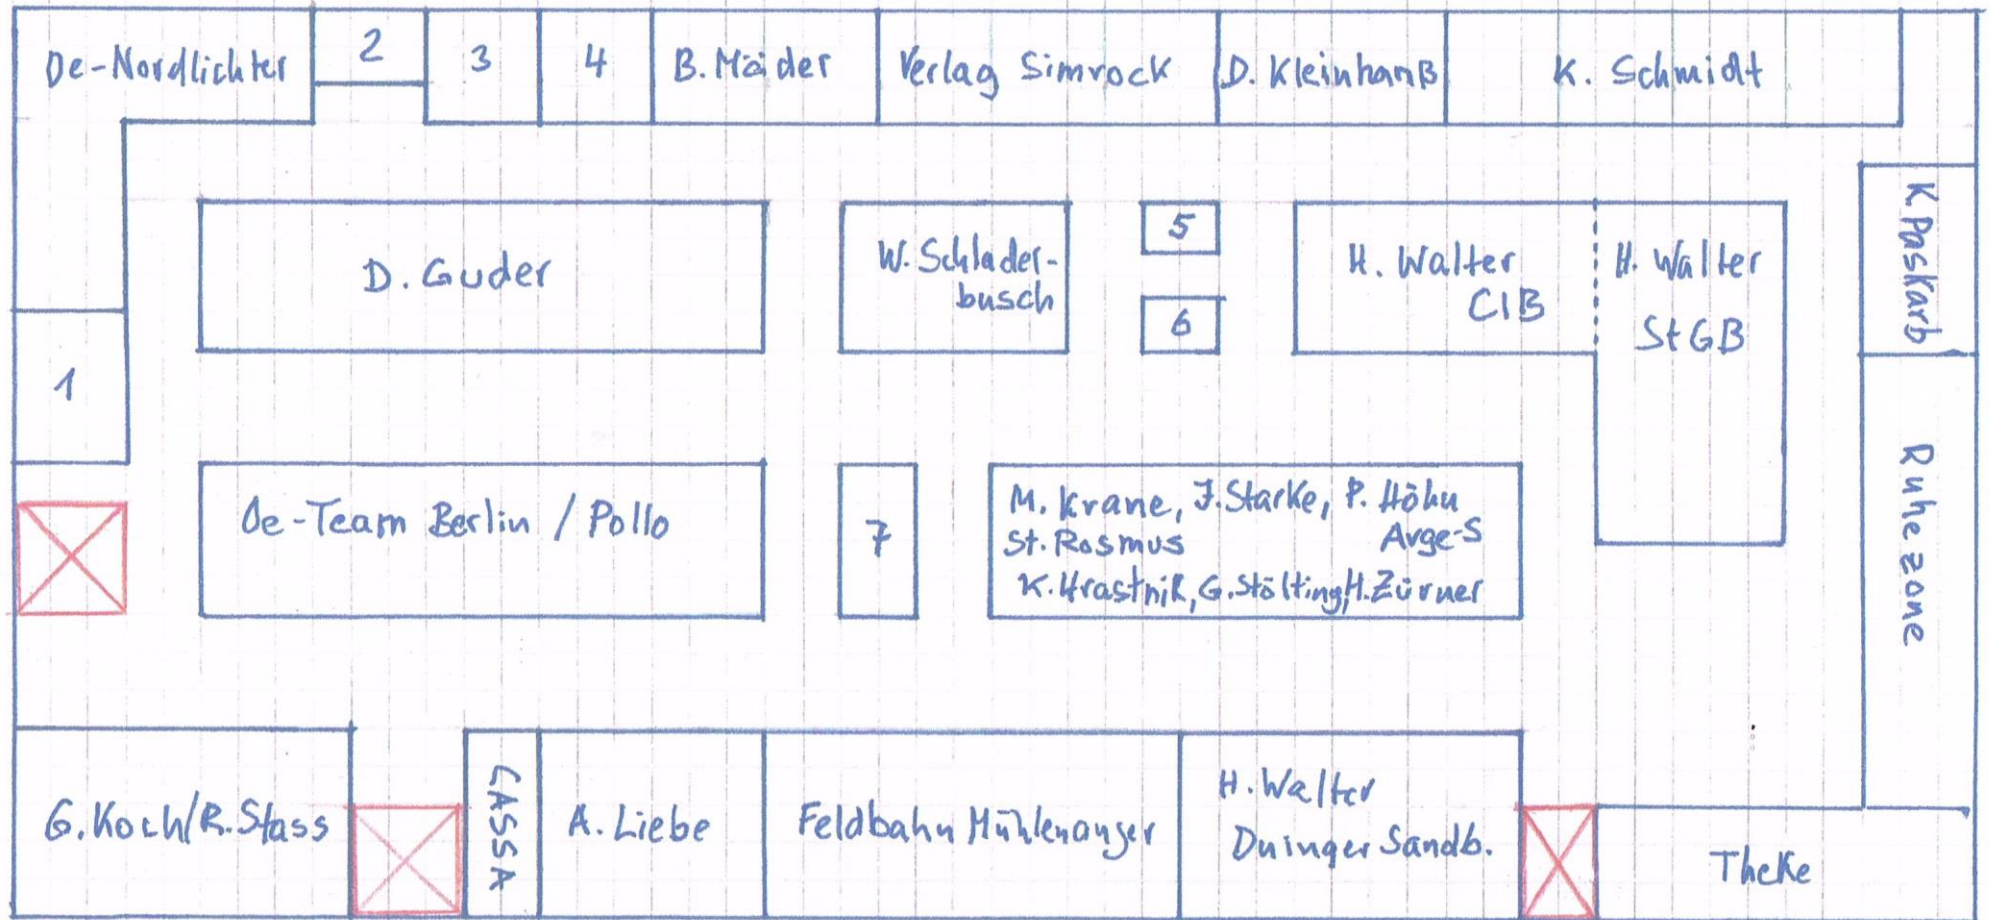 Oe-Nordlichter
2
3
4
B. Mäder
Verlag Simrock
D. Kleinhanß
K. Schmidt
K. Paskarb
D. Guder
W. Schlader-
busch
5
6
H. Walter
CIB
H. Walter
StGB
1
Ruhezone
Oe-Team Berlin / Pollo
7
M. Krane, J. Starke, P. Höhn
St. Rosmus Arge-S
K. Hrastnik, G. Stölting, H. Zürner
G. Koch/R. Stass
CASSA
A. Liebe
Feldbahn Mühlenanger
H. Walter
Duinger Sandb.
Theke